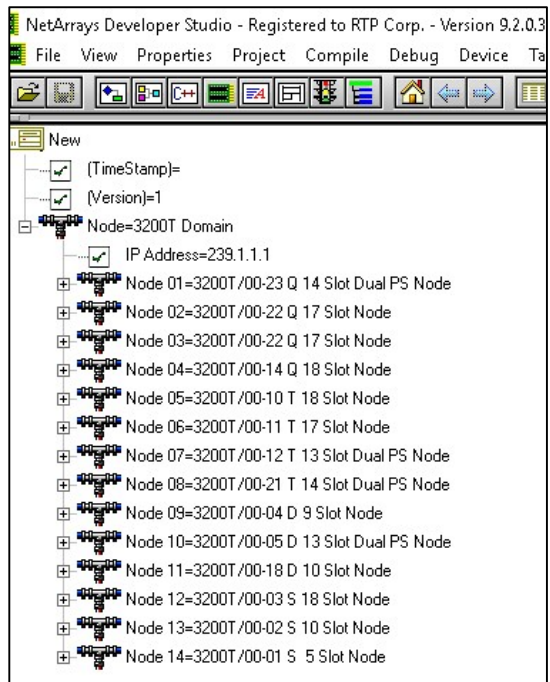 NetArrays Developer Studio - Registered to RTP Corp. - Version 9.2.0.3
File View Properties Project Compile Debug Device Ta
C++
New
(TimeStamp)=
(Version)=1
Node=3200T Domain
IP Address=239.1.1.1
Node 01=3200T/00-23 Q 14 Slot Dual PS Node
Node 02=3200T/00-22 Q 17 Slot Node
Node 03=3200T/00-22 Q 17 Slot Node
Node 04=3200T/00-14 Q 18 Slot Node
Node 05=3200T/00-10 T 18 Slot Node
Node 06=3200T/00-11 T 17 Slot Node
Node 07=3200T/00-12 T 13 Slot Dual PS Node
Node 08=3200T/00-21 T 14 Slot Dual PS Node
Node 09=3200T/00-04 D 9 Slot Node
Node 10=3200T/00-05 D 13 Slot Dual PS Node
Node 11=3200T/00-18 D 10 Slot Node
Node 12=3200T/00-03 S 18 Slot Node
Node 13=3200T/00-02 S 10 Slot Node
Node 14=3200T/00-01 S 5 Slot Node